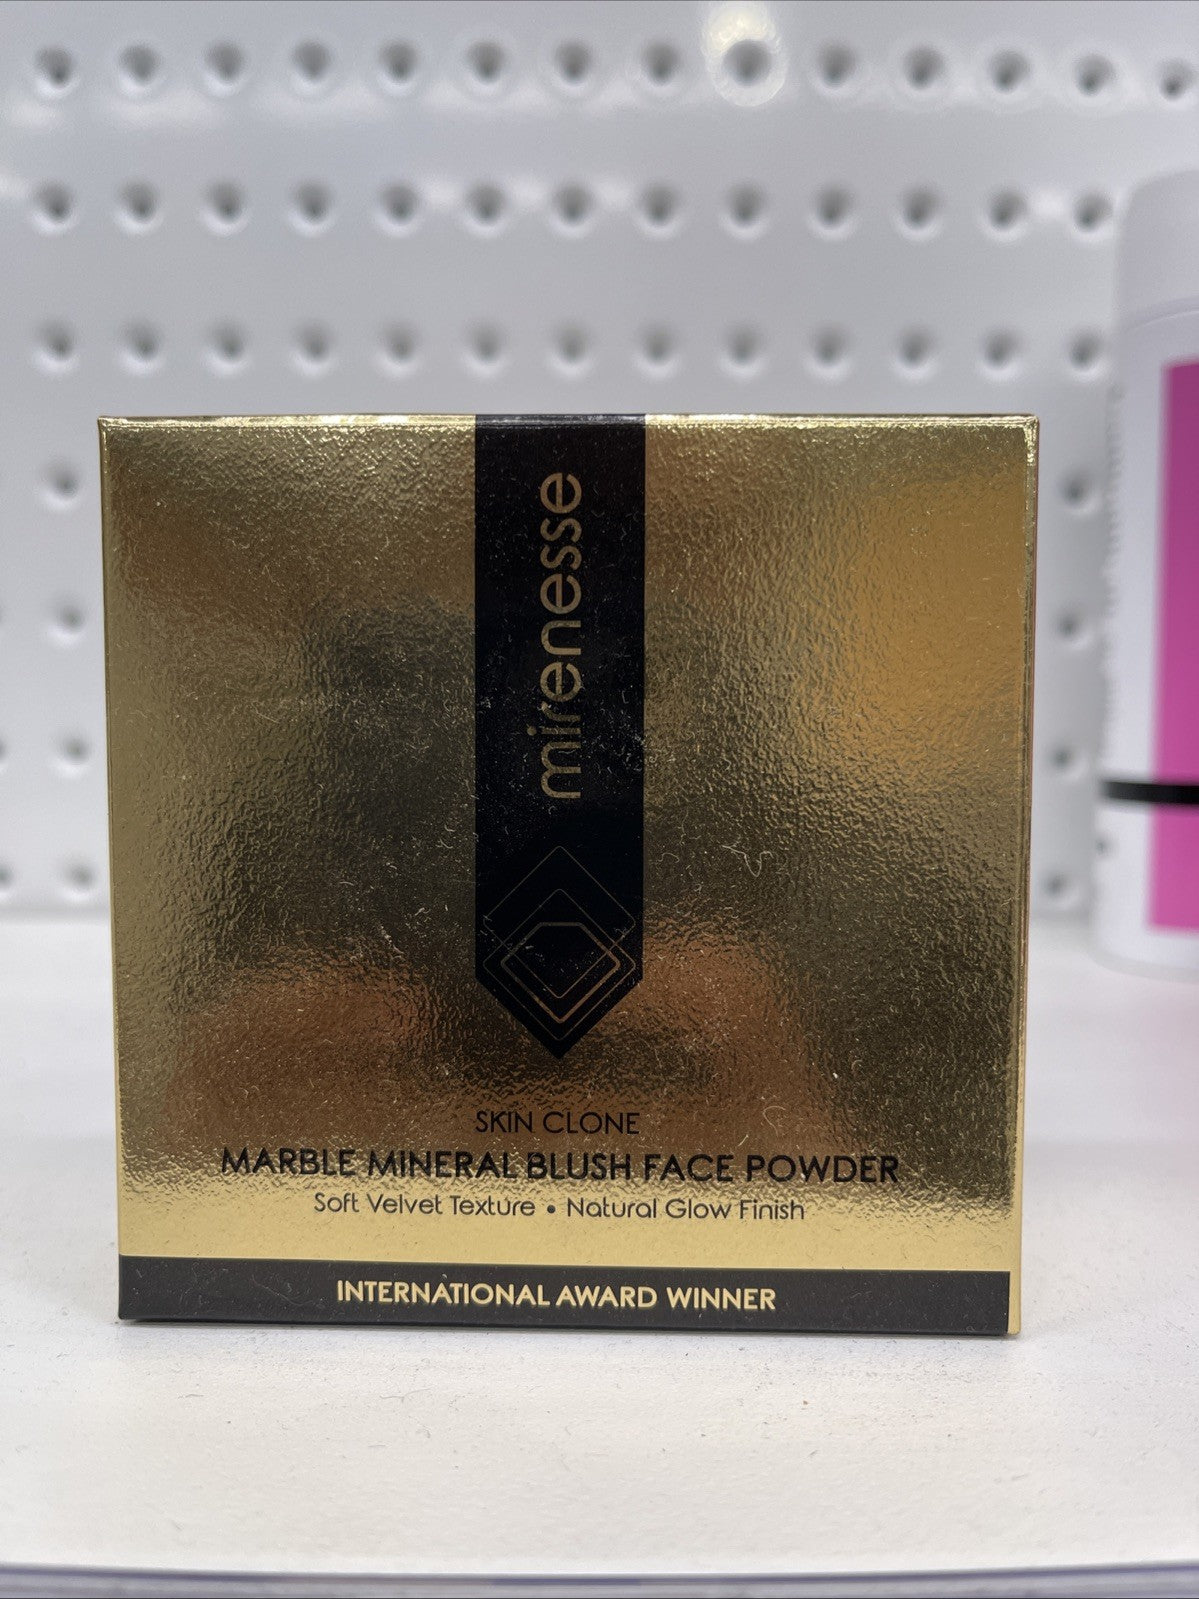 mirenesse
SKIN CLONE
MARBLE MINERAL BLUSH FACE POWDER
Soft Velvet Texture • Natural Glow Finish
INTERNATIONAL AWARD WINNER